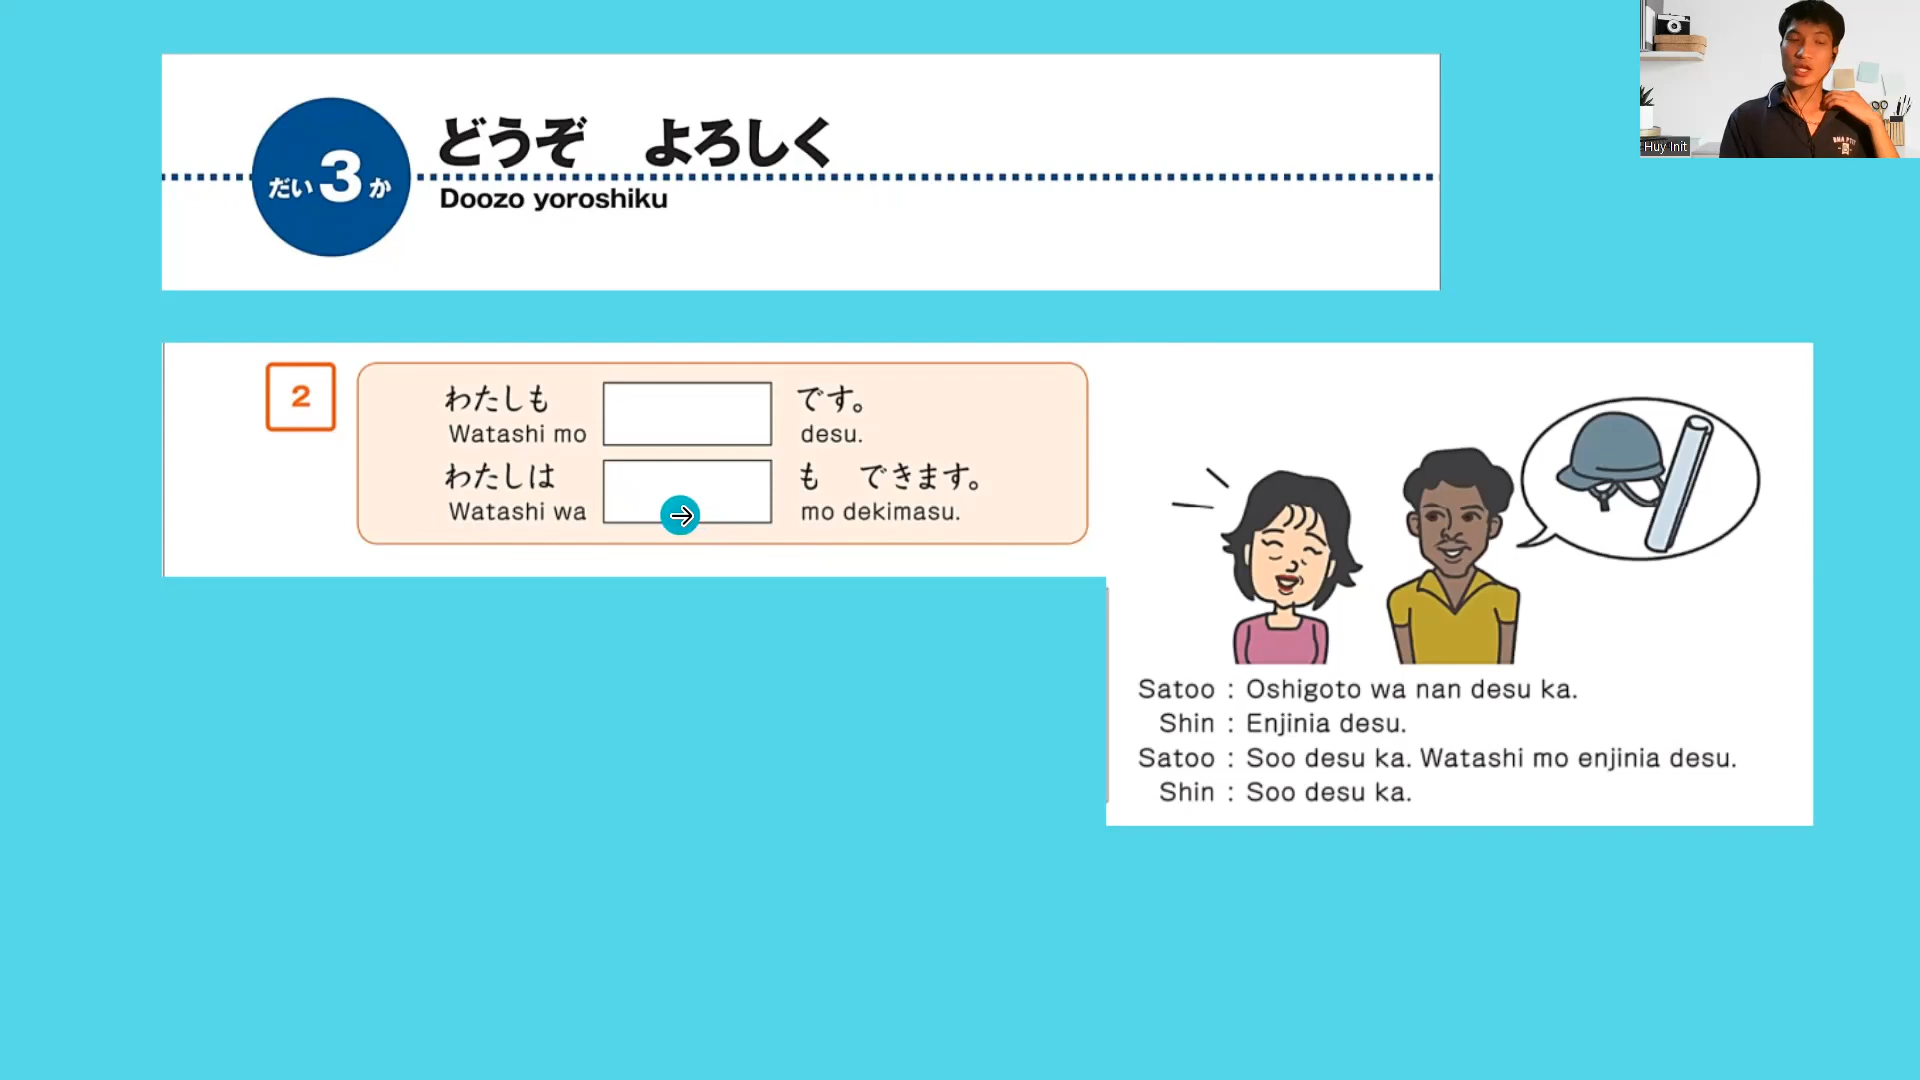 だい3か
どうぞ よろしく
Doozo yoroshiku
Huy Init
2
わたしも です。
Watashi mo desu.
わたしは も できます。
Watashi wa mo dekimasu.
Satoo : Oshigoto wa nan desu ka.
Shin : Enjinia desu.
Satoo : Soo desu ka. Watashi mo enjinia desu.
Shin : Soo desu ka.